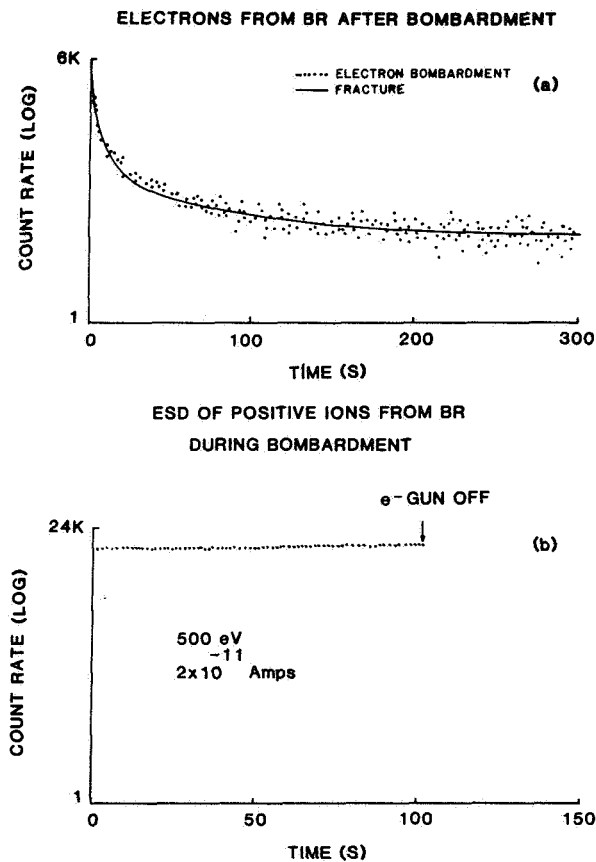 ELECTRONS FROM BR AFTER BOMBARDMENT
6K
ELECTRON BOMBARDMENT
FRACTURE
(a)
COUNT RATE (LOG)
1
0
100
200
300
TIME (S)
ESD OF POSITIVE IONS FROM BR
DURING BOMBARDMENT
e- GUN OFF
24K
(b)
COUNT RATE (LOG)
500 eV
-11
2x10 Amps
1
0
50
100
150
TIME (S)